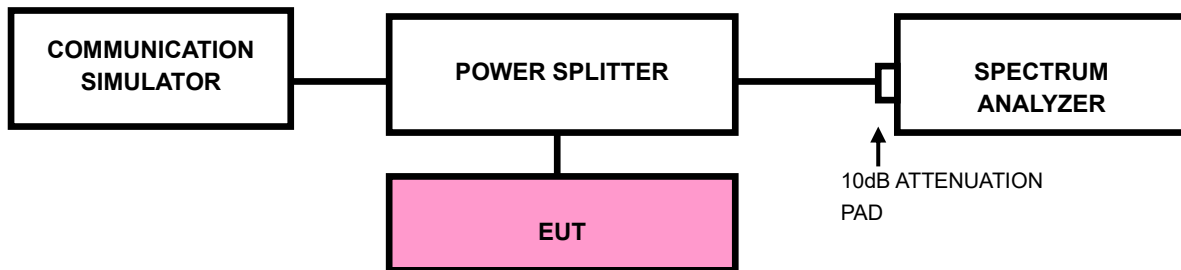 COMMUNICATION
SIMULATOR
POWER SPLITTER
SPECTRUM
ANALYZER
10dB ATTENUATION
PAD
EUT